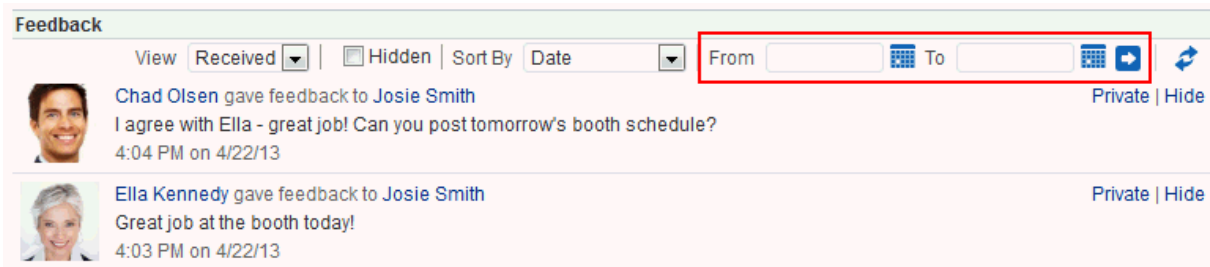 Feedback
View Received | Hidden | Sort By Date | From To |
Chad Olsen gave feedback to Josie Smith Private | Hide
I agree with Ella - great job! Can you post tomorrow's booth schedule?
4:04 PM on 4/22/13
Ella Kennedy gave feedback to Josie Smith Private | Hide
Great job at the booth today!
4:03 PM on 4/22/13